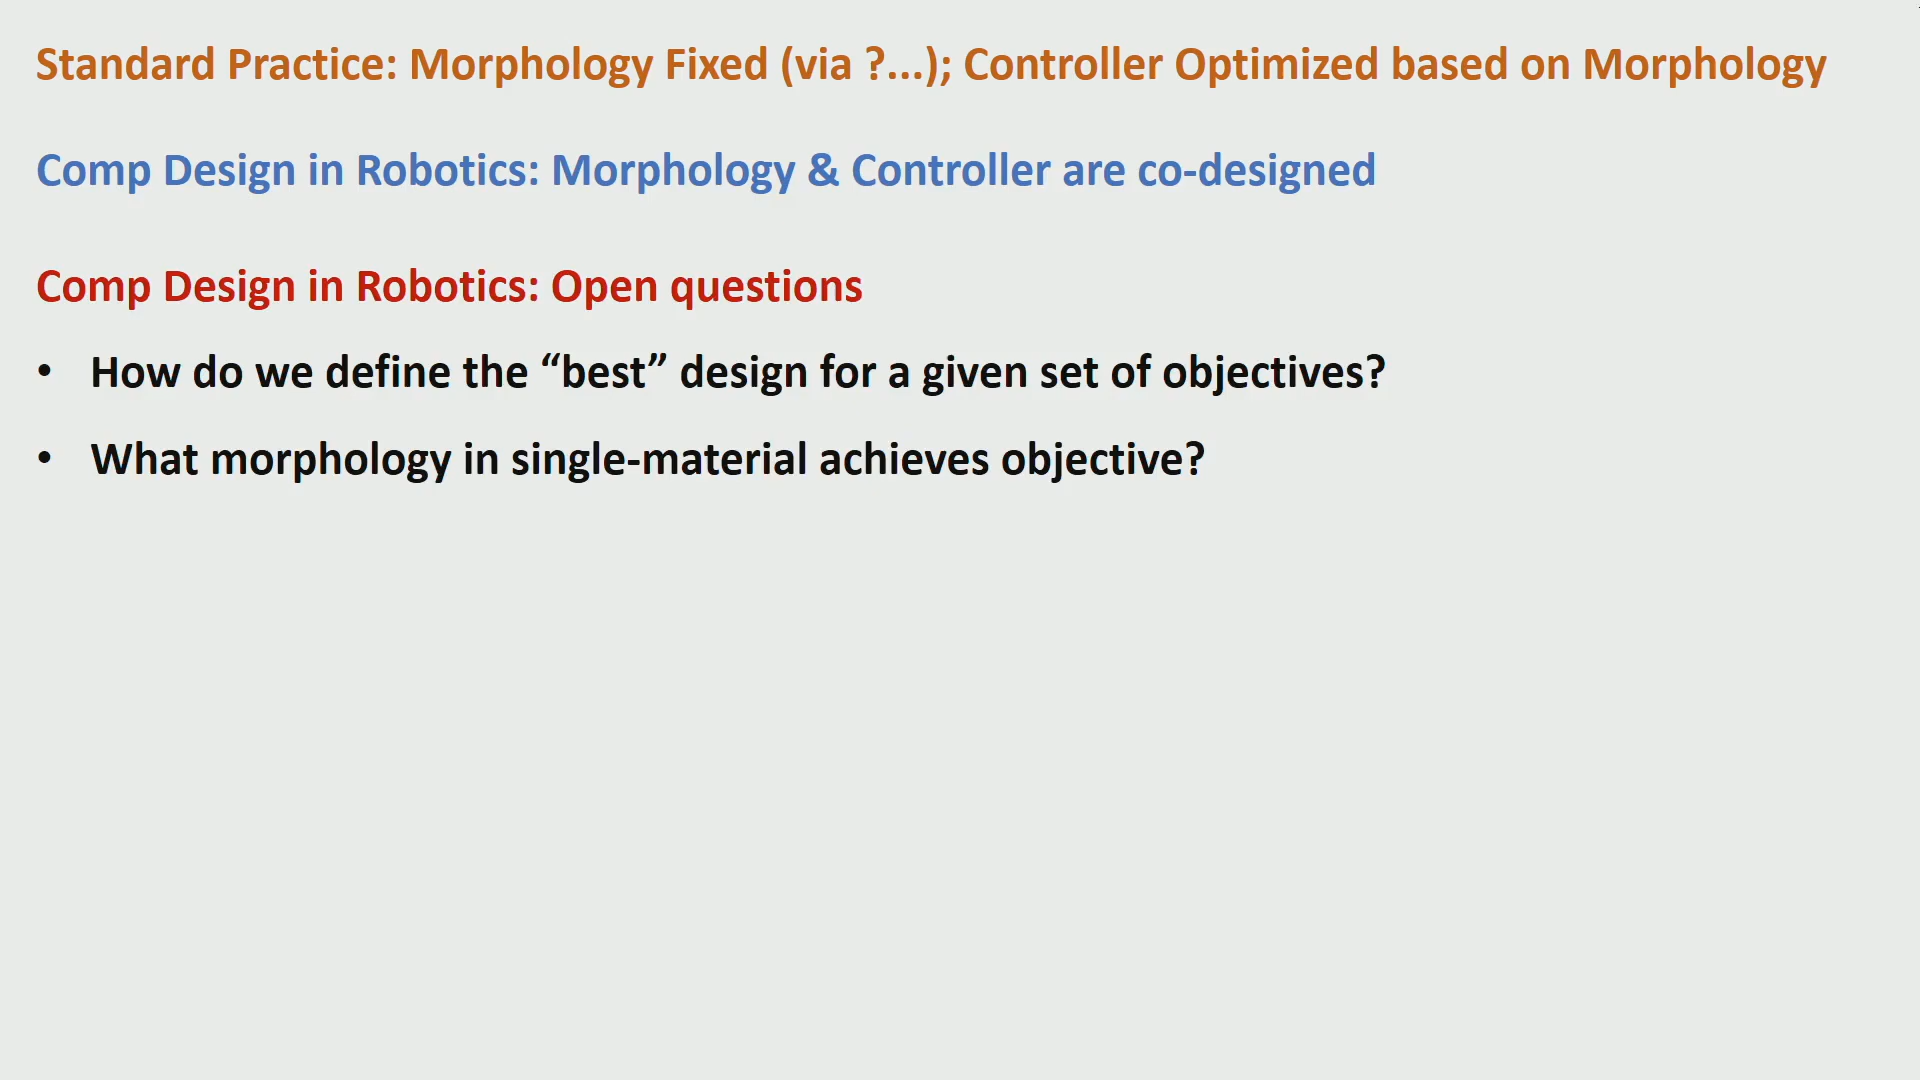 Standard Practice: Morphology Fixed (via ?...); Controller Optimized based on Morphology
Comp Design in Robotics: Morphology & Controller are co-designed
Comp Design in Robotics: Open questions
• How do we define the “best” design for a given set of objectives?
• What morphology in single-material achieves objective?